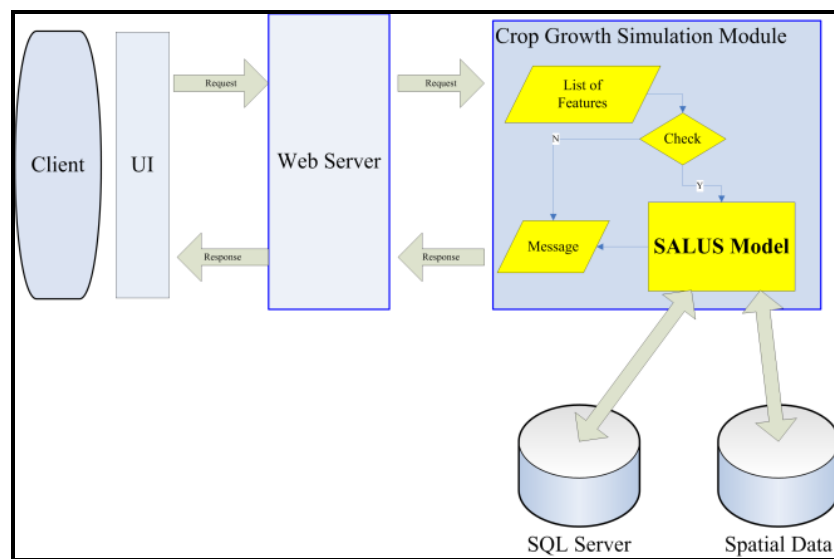 Crop Growth Simulation Module
Request
Request
List of
Features
N
Check
Client
UI
Web Server
Y
Response
Response
Message
SALUS Model
SQL Server
Spatial Data